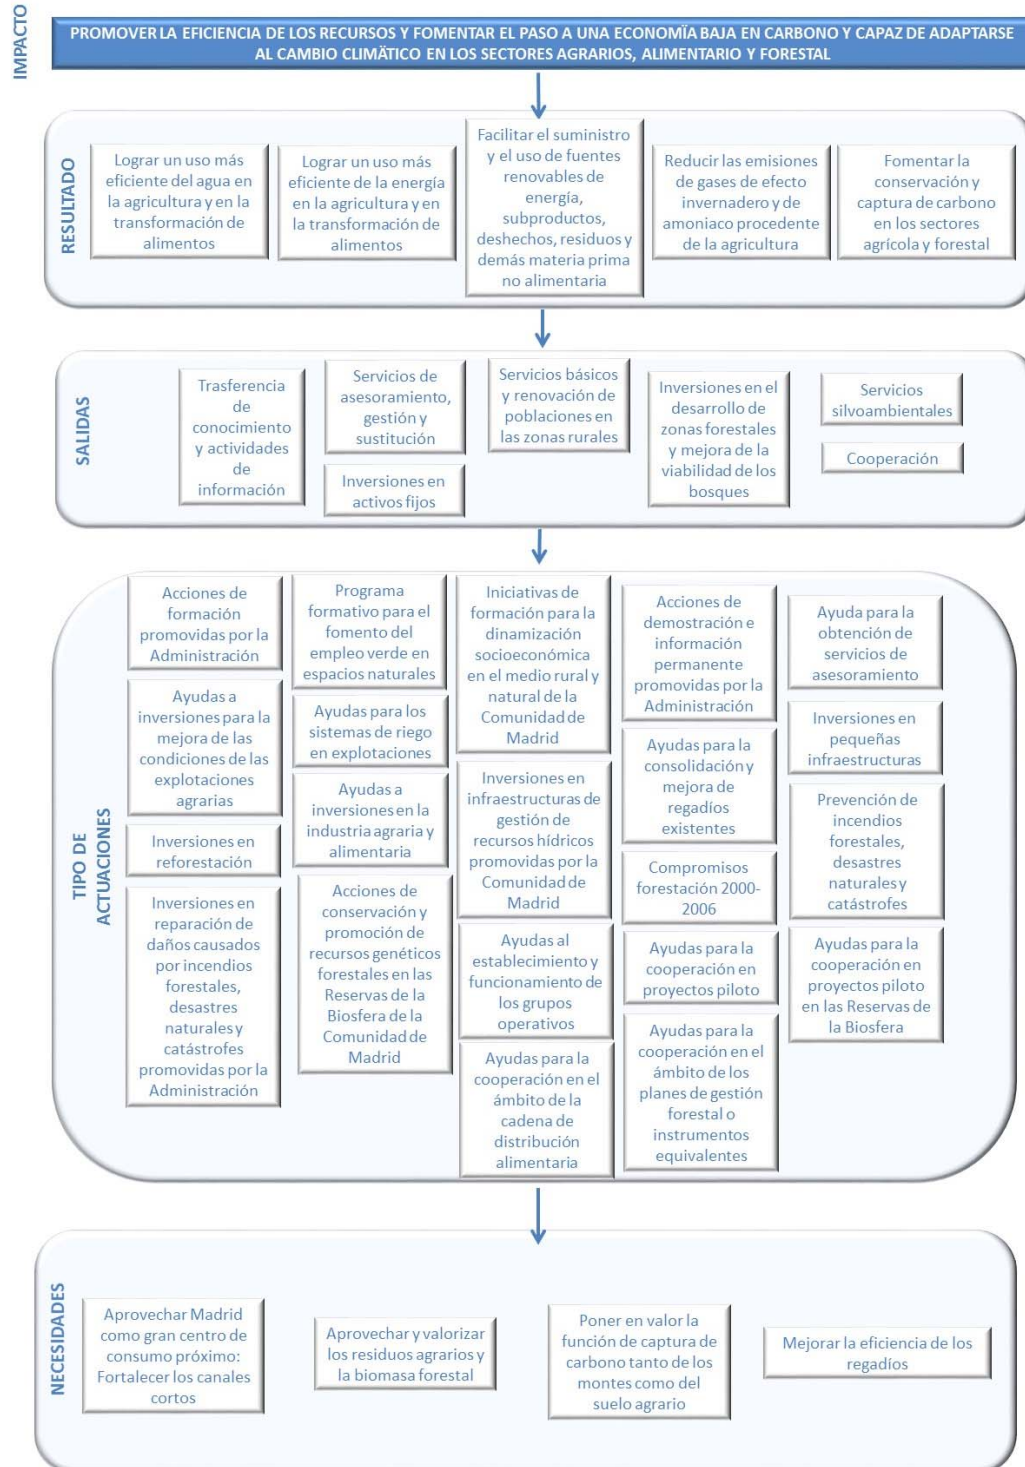 IMPACTO
PROMOVER LA EFICIENCIA DE LOS RECURSOS Y FOMENTAR EL PASO A UNA ECONOMÏA BAJA EN CARBONO Y CAPAZ DE ADAPTARSE
AL CAMBIO CLIMÄTICO EN LOS SECTORES AGRARIOS, ALIMENTARIO Y FORESTAL
RESULTADO
Lograr un uso más
eficiente del agua en
la agricultura y en la
transformación de
alimentos
Lograr un uso más
eficiente de la energía
en la agricultura y en
la transformación de
alimentos
Facilitar el suministro
y el uso de fuentes
renovables de
energía,
subproductos,
deshechos, residuos y
demás materia prima
no alimentaria
Reducir las emisiones
de gases de efecto
invernadero y de
amoniaco procedente
de la agricultura
Fomentar la
conservación y
captura de carbono
en los sectores
agrícola y forestal
SALIDAS
Trasferencia
de
conocimiento
y actividades
de
información
Servicios de
asesoramiento,
gestión y
sustitución
Inversiones en
activos fijos
Servicios básicos
y renovación de
poblaciones en
las zonas rurales
Inversiones en el
desarrollo de
zonas forestales
y mejora de la
viabilidad de los
bosques
Servicios
silvoambientales
Cooperación
TIPO DE
ACTUACIONES
Acciones de
formación
promovidas por la
Administración
Ayudas a
inversiones para la
mejora de las
condiciones de las
explotaciones
agrarias
Inversiones en
reforestación
Inversiones en
reparación de
daños causados
por incendios
forestales,
desastres
naturales y
catástrofes
promovidas por la
Administración
Programa
formativo para el
fomento del
empleo verde en
espacios naturales
Ayudas para los
sistemas de riego
en explotaciones
Ayudas a
inversiones en la
industria agraria y
alimentaria
Acciones de
conservación y
promoción de
recursos genéticos
forestales en las
Reservas de la
Biosfera de la
Comunidad de
Madrid
Iniciativas de
formación para la
dinamización
socioeconómica
en el medio rural y
natural de la
Comunidad de
Madrid
Inversiones en
infraestructuras de
gestión de
recursos hídricos
promovidas por la
Comunidad de
Madrid
Ayudas al
establecimiento y
funcionamiento de
los grupos
operativos
Ayudas para la
cooperación en el
ámbito de la
cadena de
distribución
alimentaria
Acciones de
demostración e
información
permanente
promovidas por la
Administración
Ayudas para la
consolidación y
mejora de
regadíos
existentes
Compromisos
forestación 2000-
2006
Ayudas para la
cooperación en
proyectos piloto
Ayudas para la
cooperación en el
ámbito de los
planes de gestión
forestal o
instrumentos
equivalentes
Ayuda para la
obtención de
servicios de
asesoramiento
Inversiones en
pequeñas
infraestructuras
Prevención de
incendios
forestales,
desastres
naturales y
catástrofes
Ayudas para la
cooperación en
proyectos piloto
en las Reservas de
la Biosfera
NECESIDADES
Aprovechar Madrid
como gran centro de
consumo próximo:
Fortalecer los canales
cortos
Aprovechar y valorizar
los residuos agrarios y
la biomasa forestal
Poner en valor la
función de captura de
carbono tanto de los
montes como del
suelo agrario
Mejorar la eficiencia de los
regadíos